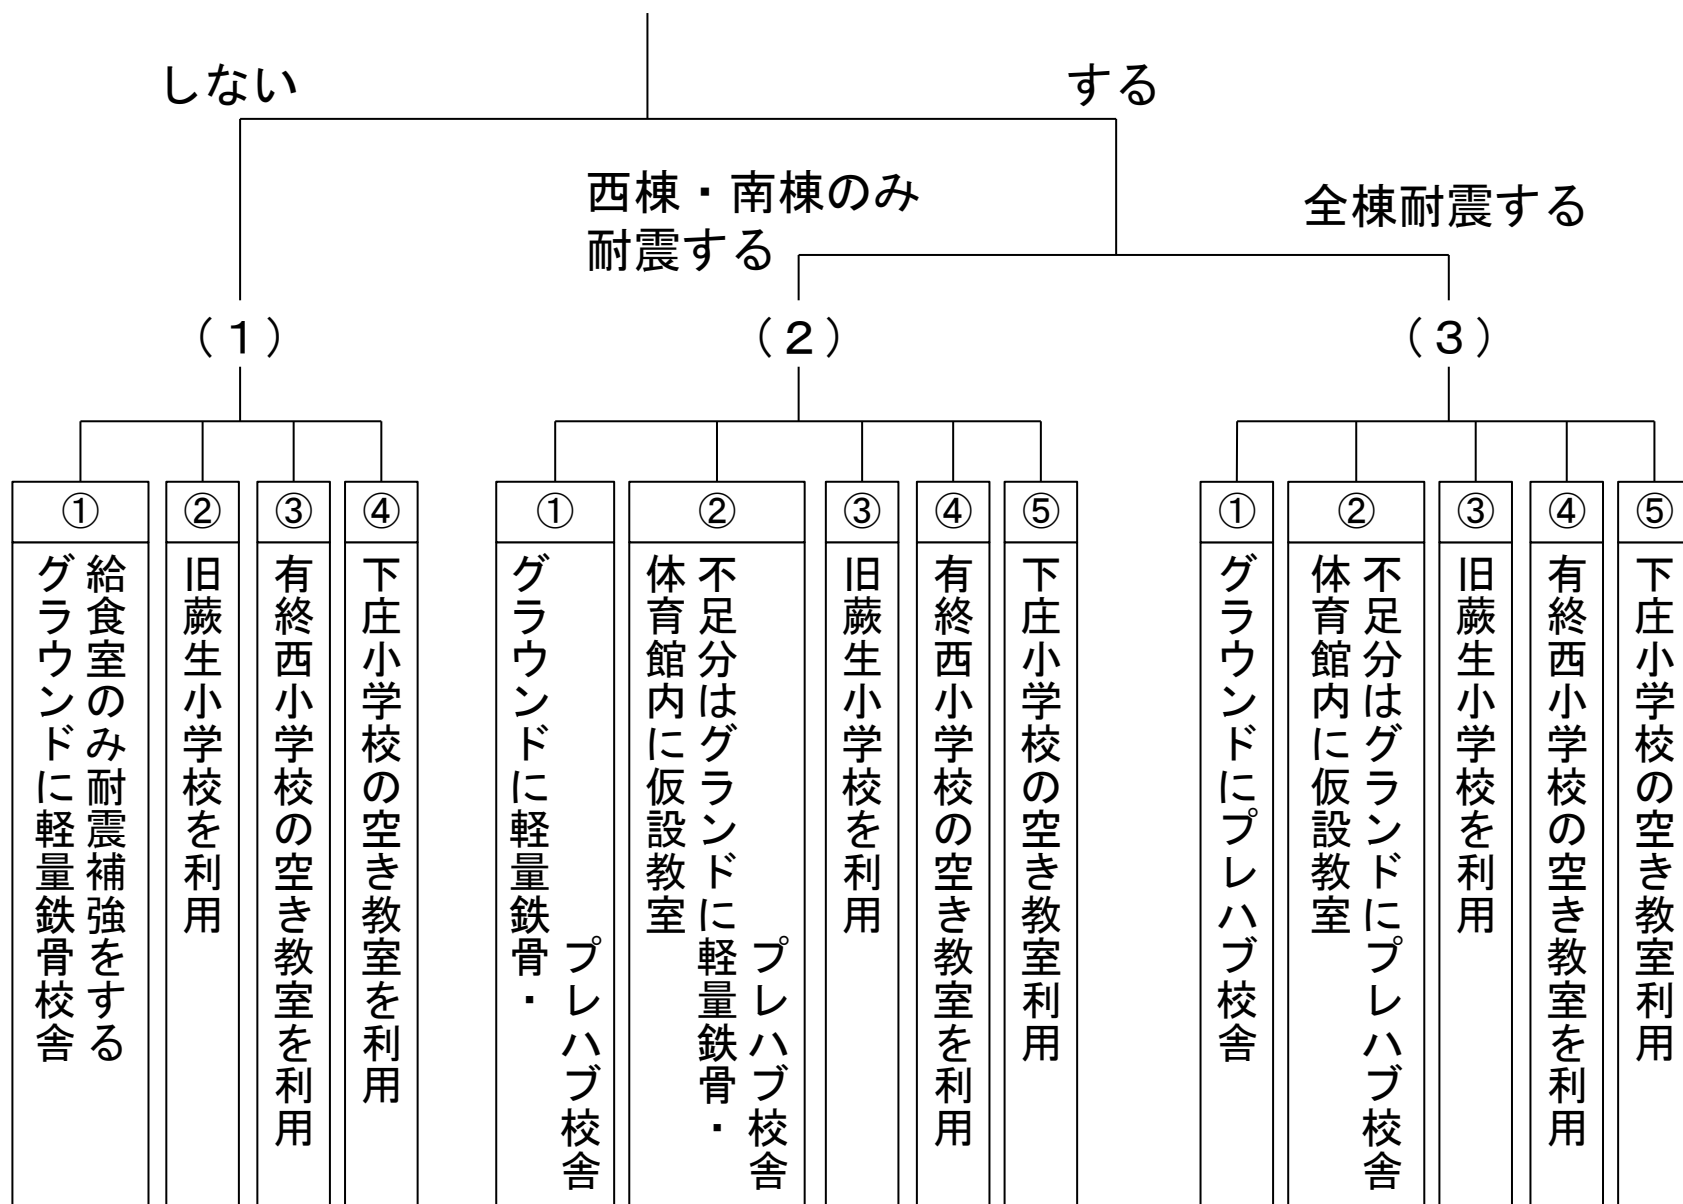 しない
する
西棟・南棟のみ
耐震する
全棟耐震する
（１）
（２）
（３）
①
グラウンドに軽量鉄骨校舎
給食室のみ耐震補強をする
②
旧蕨生小学校を利用
③
有終西小学校の空き教室を利用
④
下庄小学校の空き教室を利用
①
グラウンドに軽量鉄骨・
プレハブ校舎
②
体育館内に仮設教室
不足分はグランドに軽量鉄骨・
プレハブ校舎
③
旧蕨生小学校を利用
④
有終西小学校の空き教室を利用
⑤
下庄小学校の空き教室利用
①
グラウンドにプレハブ校舎
②
体育館内に仮設教室
不足分はグランドにプレハブ校舎
③
旧蕨生小学校を利用
④
有終西小学校の空き教室を利用
⑤
下庄小学校の空き教室利用